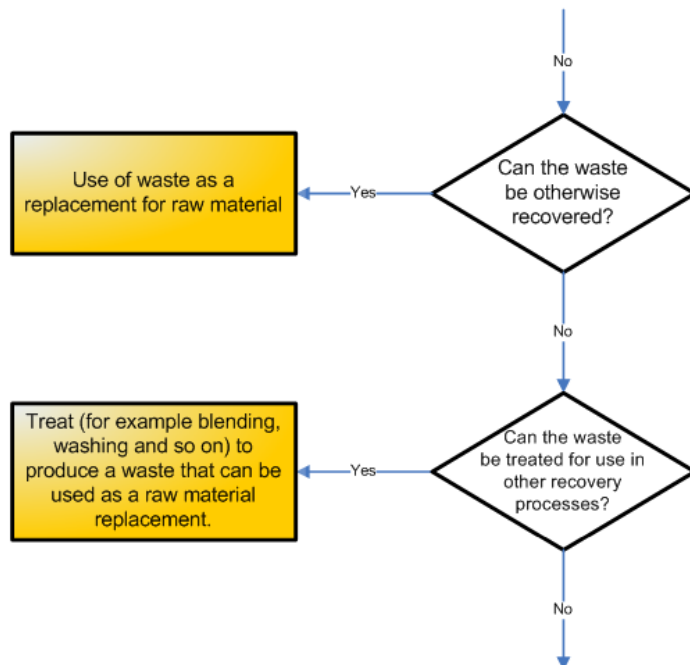 No
Can the waste
be otherwise
recovered?
Yes
Use of waste as a
replacement for raw material
No
Can the waste
be treated for use in
other recovery
processes?
Yes
Treat (for example blending,
washing and so on) to
produce a waste that can be
used as a raw material
replacement.
No